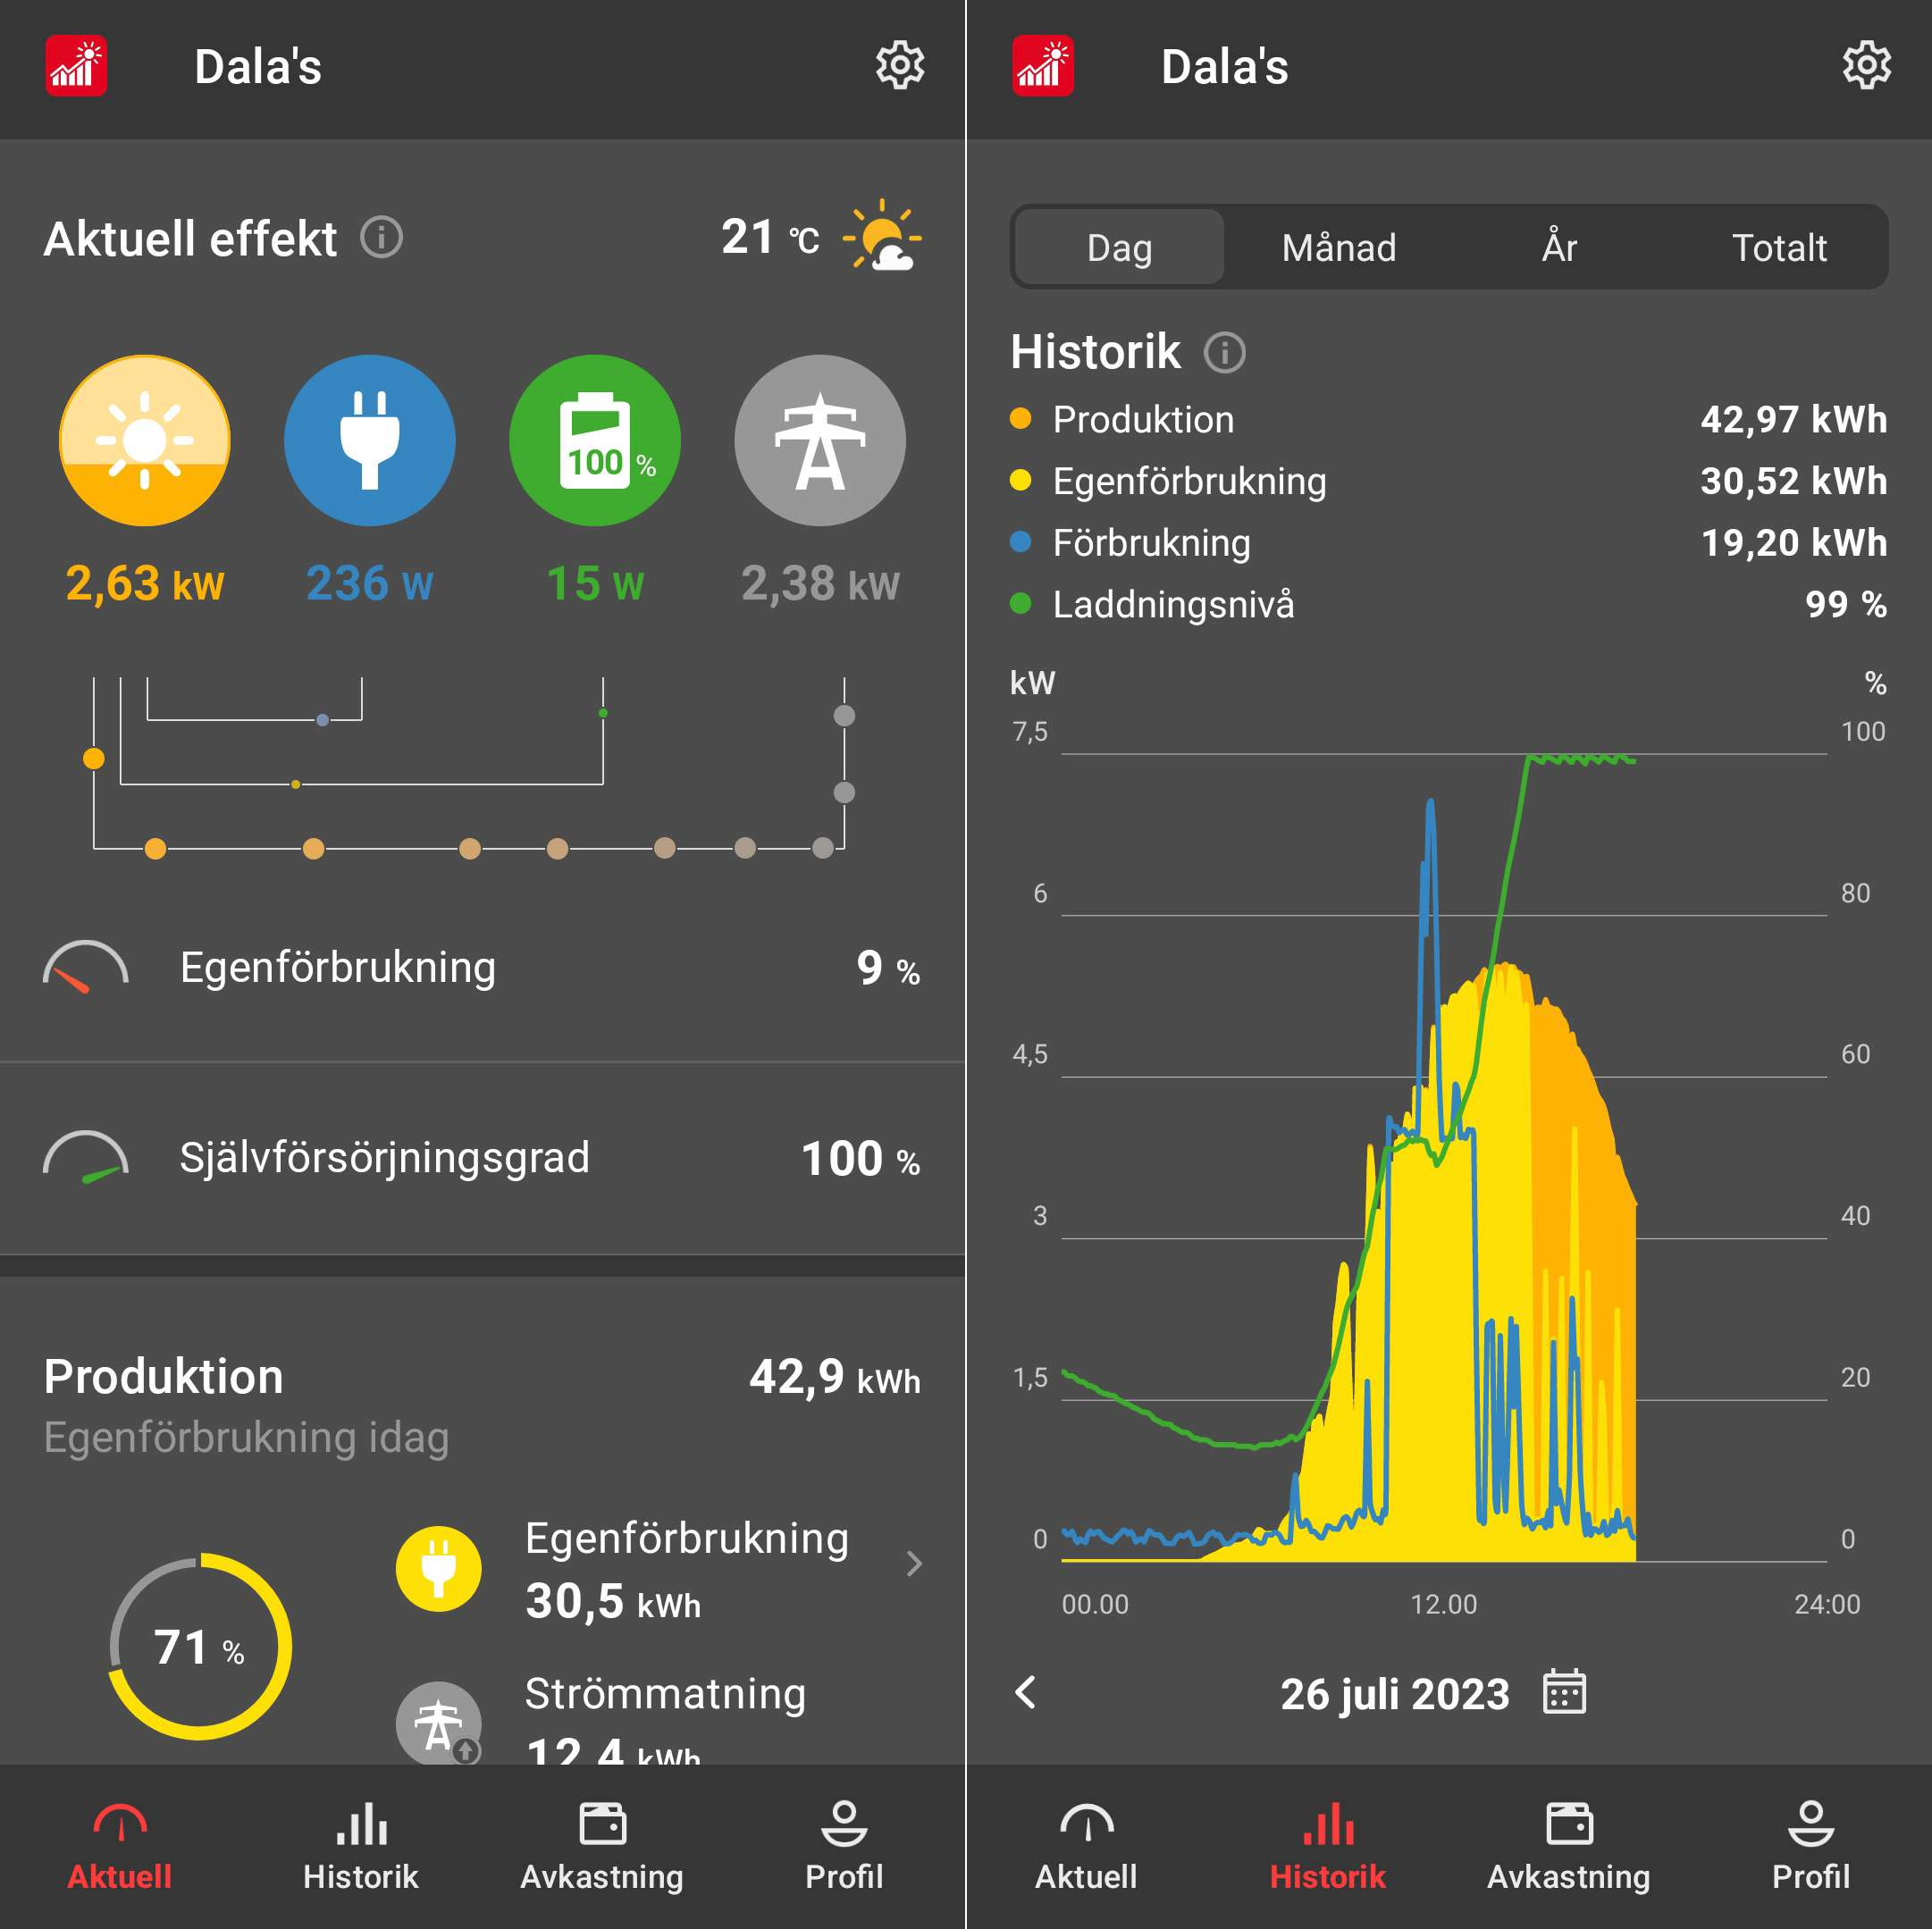 Dala's
Aktuell effekt
21 °C
100 %
2,63 kW
236 W
15 W
2,38 kW
Egenförbrukning
9 %
Självförsörjningsgrad
100 %
Produktion
42,9 kWh
Egenförbrukning idag
71 %
Egenförbrukning
30,5 kWh
Strömmatning
12,4 kWh
Aktuell
Historik
Avkastning
Profil
Dala's
Dag
Månad
År
Totalt
Historik
Produktion
42,97 kWh
Egenförbrukning
30,52 kWh
Förbrukning
19,20 kWh
Laddningsnivå
99 %
kW
%
7,5
100
6
80
4,5
60
3
40
1,5
20
0
0
00.00
12.00
24:00
26 juli 2023
Aktuell
Historik
Avkastning
Profil